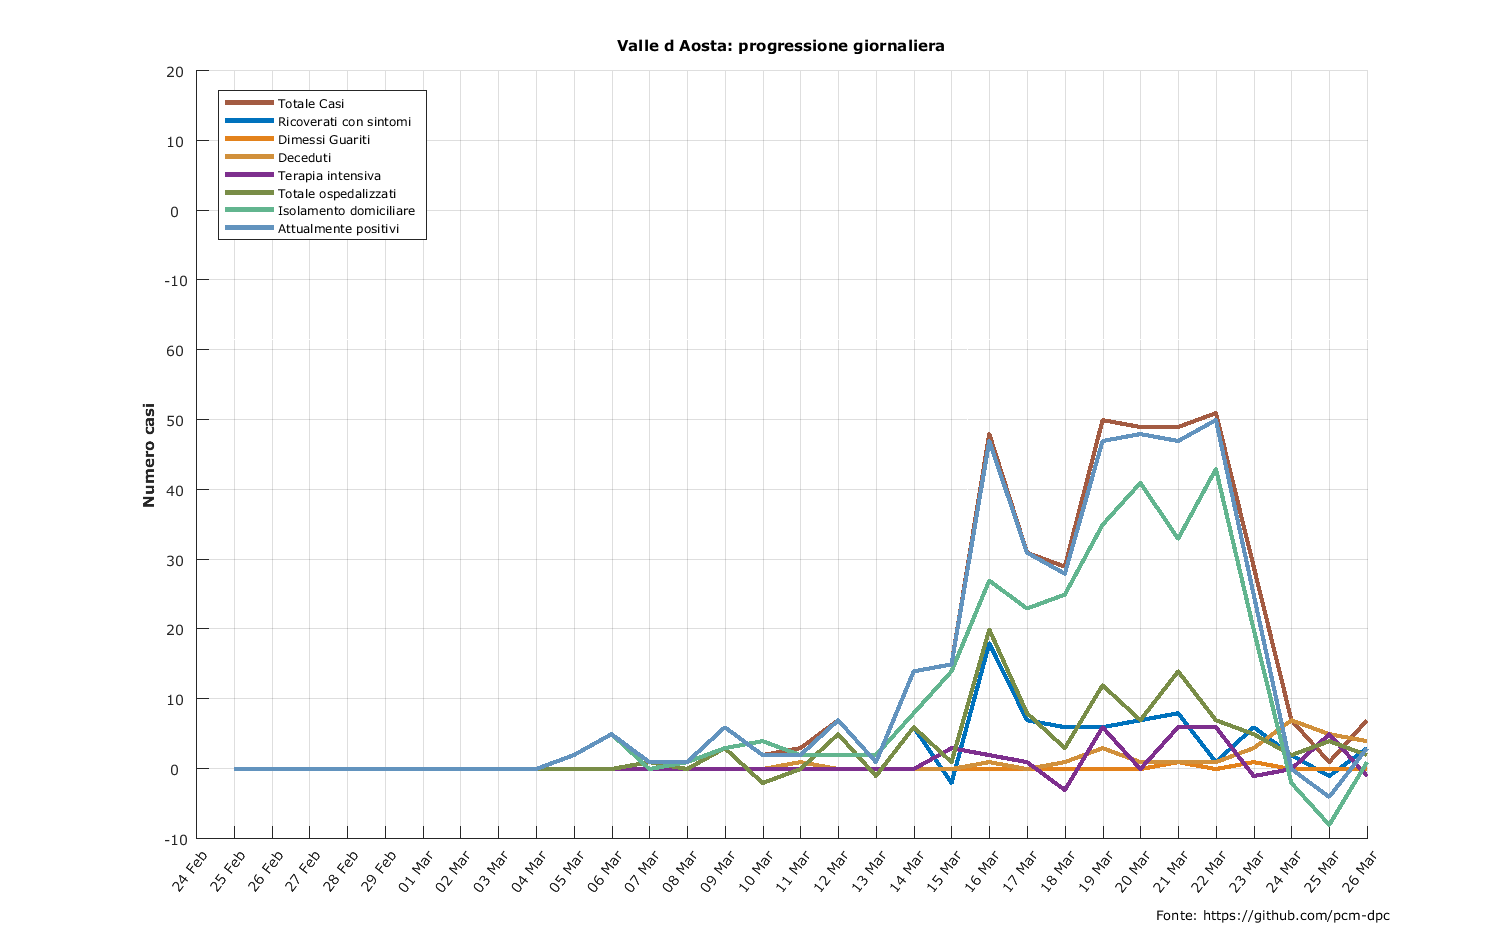 Valle d Aosta: progressione giornaliera
20
10
0
-10
60
50
40
30
20
10
0
-10
Numero casi
Totale Casi
Ricoverati con sintomi
Dimessi Guariti
Deceduti
Terapia intensiva
Totale ospedalizzati
Isolamento domiciliare
Attualmente positivi
24 Feb
25 Feb
26 Feb
27 Feb
28 Feb
29 Feb
01 Mar
02 Mar
03 Mar
04 Mar
05 Mar
06 Mar
07 Mar
08 Mar
09 Mar
10 Mar
11 Mar
12 Mar
13 Mar
14 Mar
15 Mar
16 Mar
17 Mar
18 Mar
19 Mar
20 Mar
21 Mar
22 Mar
23 Mar
24 Mar
25 Mar
26 Mar
Fonte: https://github.com/pcm-dpc